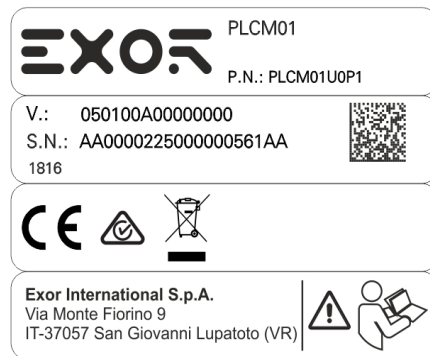 EXOR
PLCM01
P.N.: PLCM01U0P1
V.: 050100A00000000
S.N.: AA0000225000000561AA
1816
CE
Exor International S.p.A.
Via Monte Fiorino 9
IT-37057 San Giovanni Lupatoto (VR)